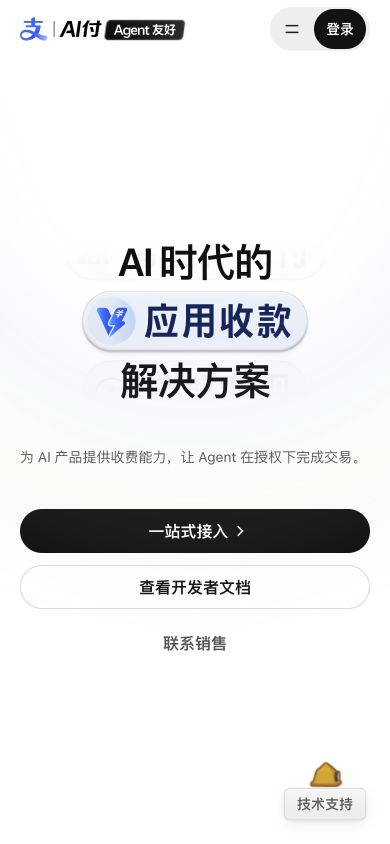 支 AI付 Agent 友好
登录
AI 时代的
应用收款
解决方案
为 AI 产品提供收费能力，让 Agent 在授权下完成交易。
一站式接入
查看开发者文档
联系销售
技术支持